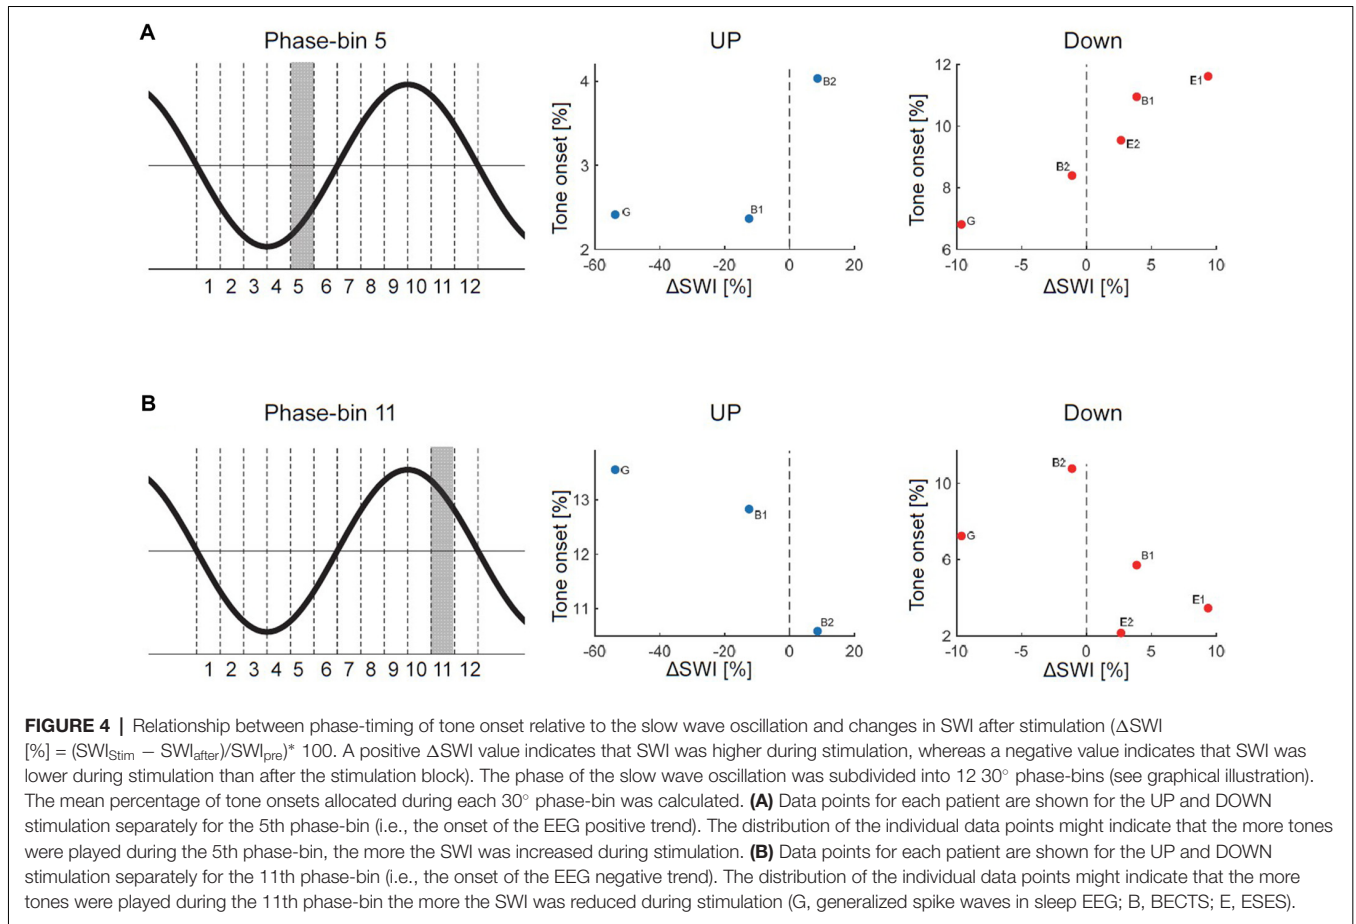 A
Phase-bin 5
UP
Down
Tone onset [%]
4
3
2
B2
G
B1
-60 -40 -20 0 20
ΔSWI [%]
Tone onset [%]
12
10
8
6
E1
B1
E2
B2
G
-10 -5 0 5 10
ΔSWI [%]
1 2 3 4 5 6 7 8 9 10 11 12
B
Phase-bin 11
UP
Down
Tone onset [%]
13
12
11
G
B1
B2
-60 -40 -20 0 20
ΔSWI [%]
Tone onset [%]
10
6
2
B2
G
B1
E1
E2
-10 -5 0 5 10
ΔSWI [%]
1 2 3 4 5 6 7 8 9 10 11 12
FIGURE 4 | Relationship between phase-timing of tone onset relative to the slow wave oscillation and changes in SWI after stimulation (ΔSWI
[%] = (SWIStim − SWIafter)/SWIpre)* 100. A positive ΔSWI value indicates that SWI was higher during stimulation, whereas a negative value indicates that SWI was
lower during stimulation than after the stimulation block). The phase of the slow wave oscillation was subdivided into 12 30° phase-bins (see graphical illustration).
The mean percentage of tone onsets allocated during each 30° phase-bin was calculated. (A) Data points for each patient are shown for the UP and DOWN
stimulation separately for the 5th phase-bin (i.e., the onset of the EEG positive trend). The distribution of the individual data points might indicate that the more tones
were played during the 5th phase-bin, the more the SWI was increased during stimulation. (B) Data points for each patient are shown for the UP and DOWN
stimulation separately for the 11th phase-bin (i.e., the onset of the EEG negative trend). The distribution of the individual data points might indicate that the more
tones were played during the 11th phase-bin the more the SWI was reduced during stimulation (G, generalized spike waves in sleep EEG; B, BECTS; E, ESES).